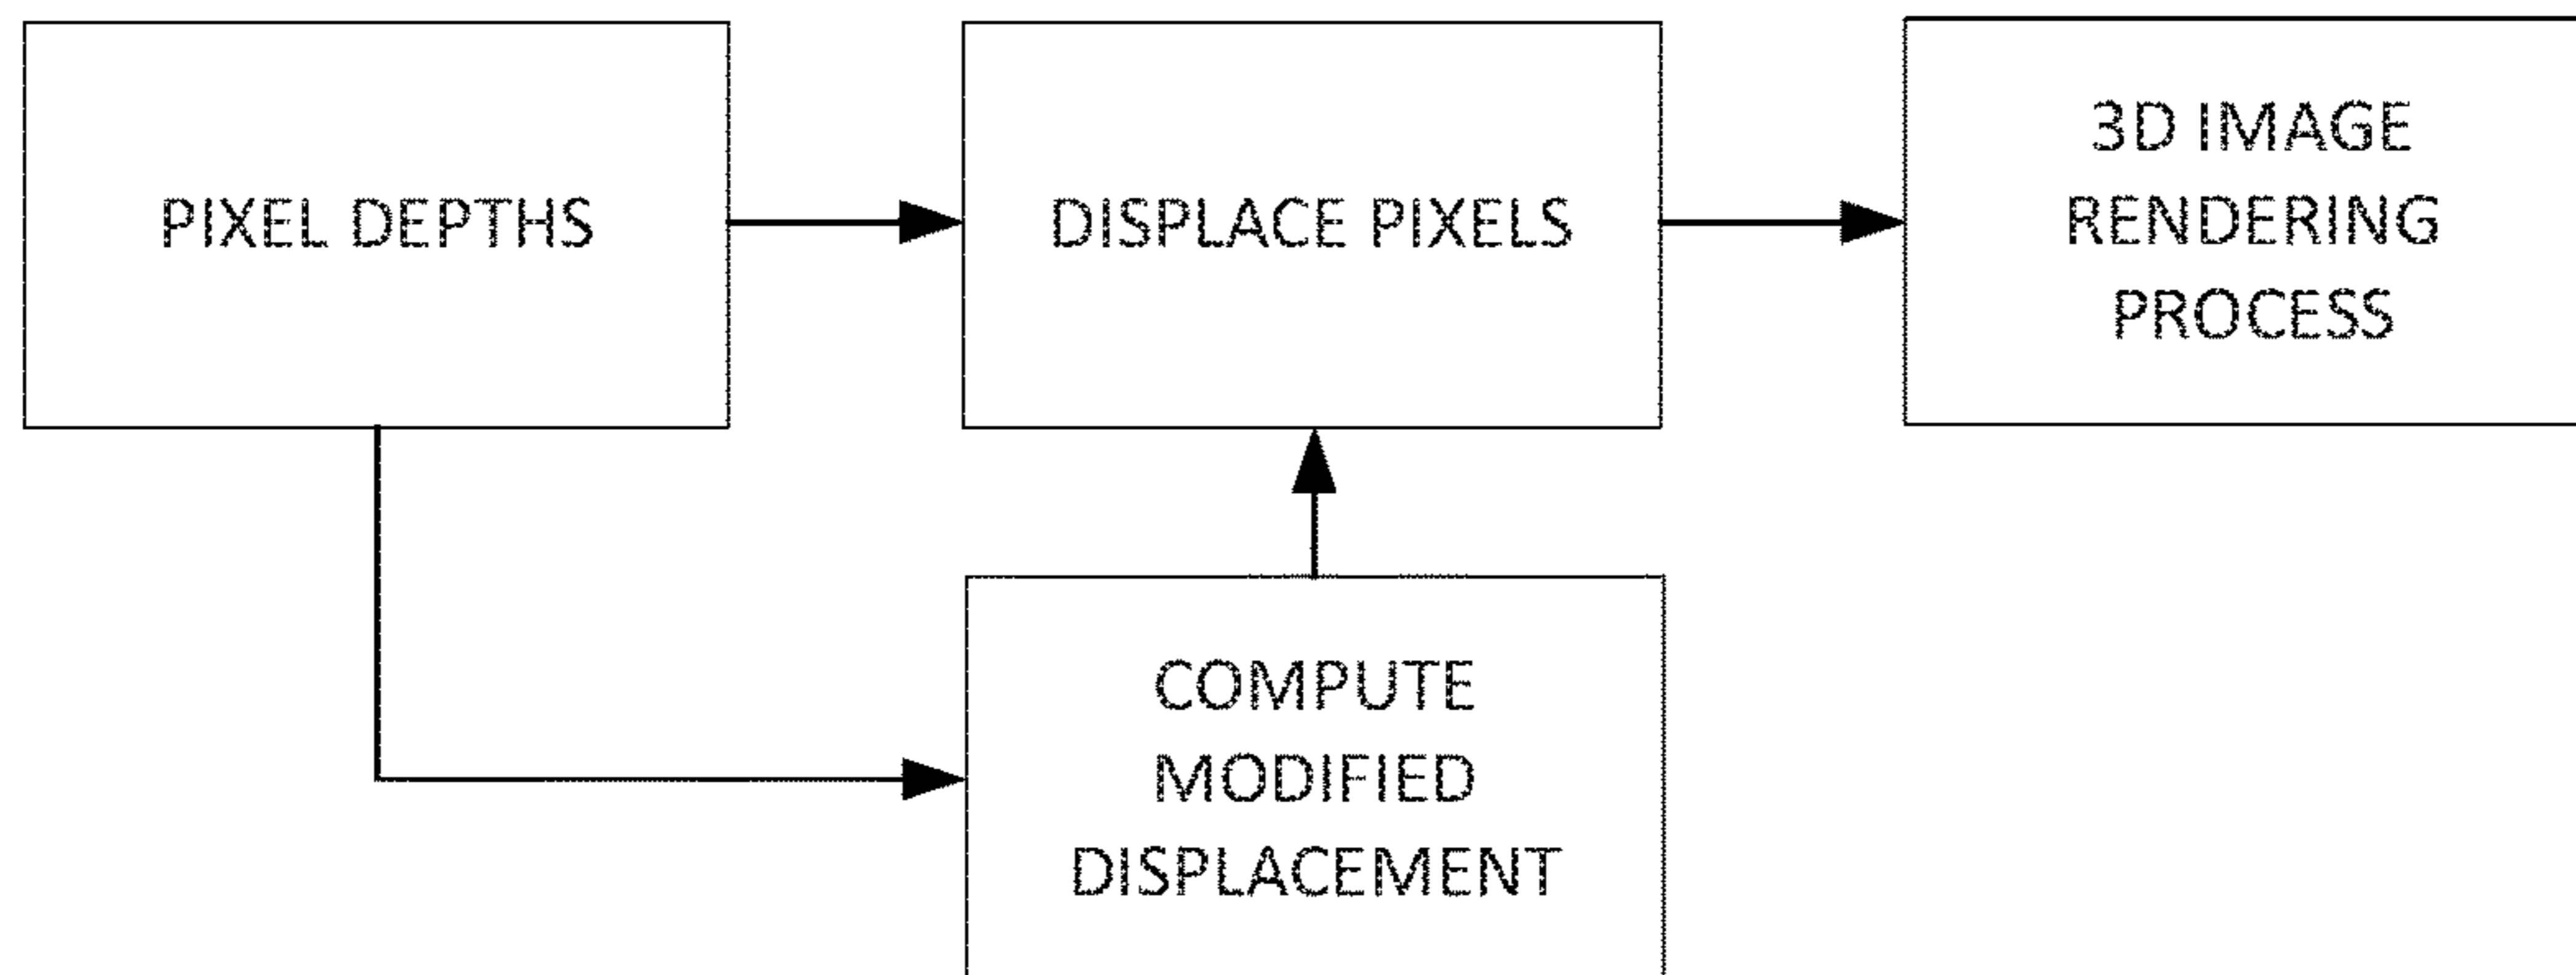 PIXEL DEPTHS
DISPLACE PIXELS
3D IMAGE
RENDERING
PROCESS
COMPUTE
MODIFIED
DISPLACEMENT